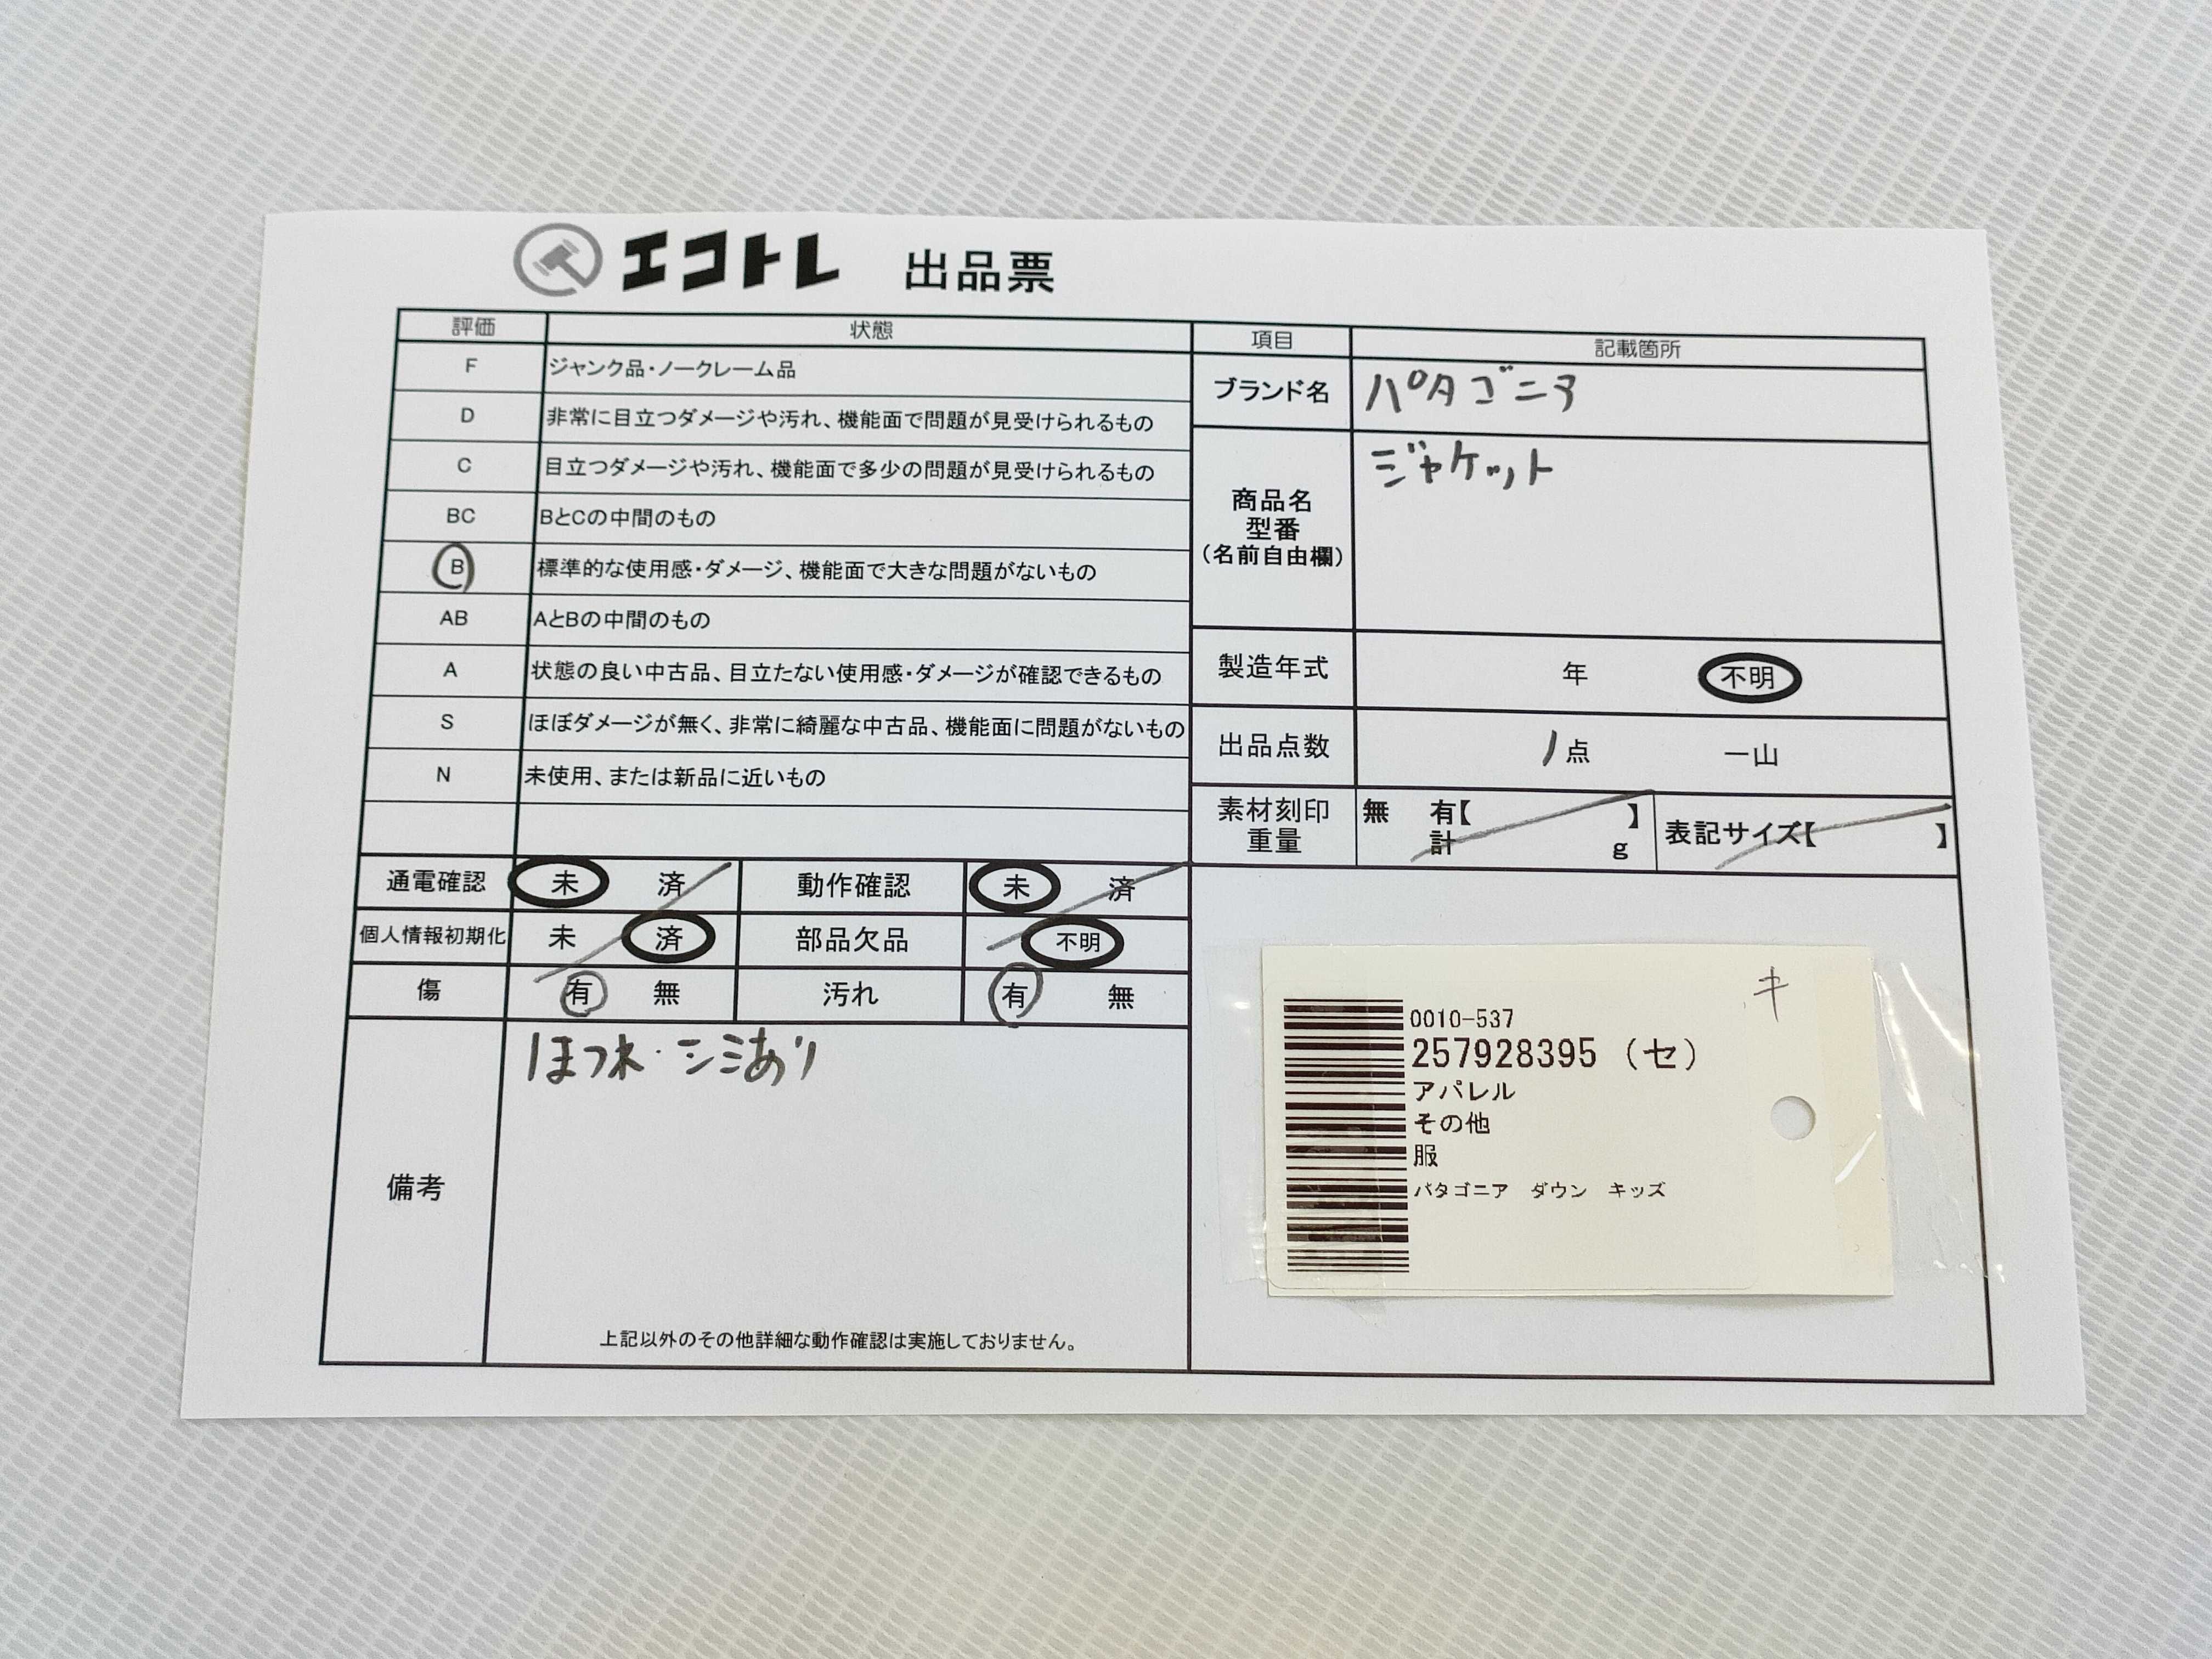 エコトレ 出品票
評価 状態
F ジャンク品・ノークレーム品
D 非常に目立つダメージや汚れ、機能面で問題が見受けられるもの
C 目立つダメージや汚れ、機能面で多少の問題が見受けられるもの
BC BとCの中間のもの
B 標準的な使用感・ダメージ、機能面で大きな問題がないもの
AB AとBの中間のもの
A 状態の良い中古品、目立たない使用感・ダメージが確認できるもの
S ほぼダメージが無く、非常に綺麗な中古品、機能面に問題がないもの
N 未使用、または新品に近いもの
通電確認 未 済 動作確認 未 済
個人情報初期化 未 済 部品欠品 不明
傷 有 無 汚れ 有 無
備考
ほつれ・シミあり
上記以外のその他詳細な動作確認は実施しておりません。
項目 記載箇所
ブランド名 パタゴニア
商品名
型番
(名前自由欄)
ジャケット
製造年式 年 不明
出品点数 1点 一山
素材刻印
重量
無 有【 】
計 g
表記サイズ【 】
キ
0010-537
257928395 (セ)
アパレル
その他
服
パタゴニア ダウン キッズ